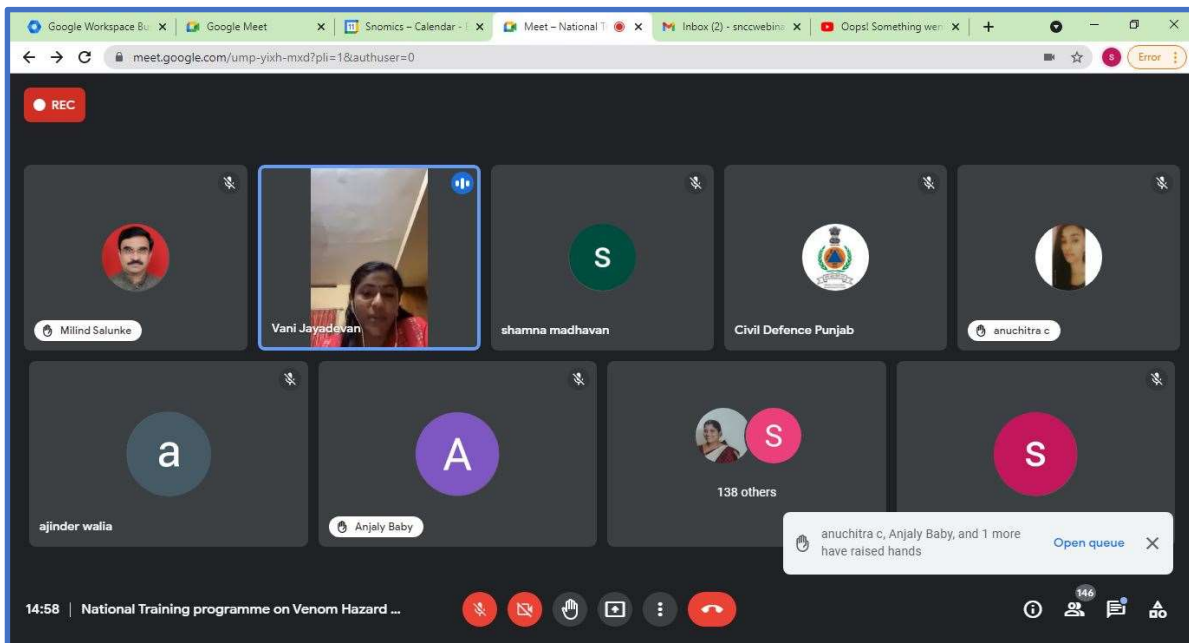 Google Workspace Bu
Google Meet
Snomics – Calendar -
Meet – National T
Inbox (2) - snccwebina
Oops! Something wen
meet.google.com/ump-yixh-mxd?pli=1&authuser=0
s
Error
REC
Milind Salunke
Vani Jayadevan
s
shamna madhavan
Civil Defence Punjab
anuchitra c
a
ajinder walia
A
Anjaly Baby
S
138 others
s
anuchitra c, Anjaly Baby, and 1 more
have raised hands
Open queue
14:58 | National Training programme on Venom Hazard ...
146